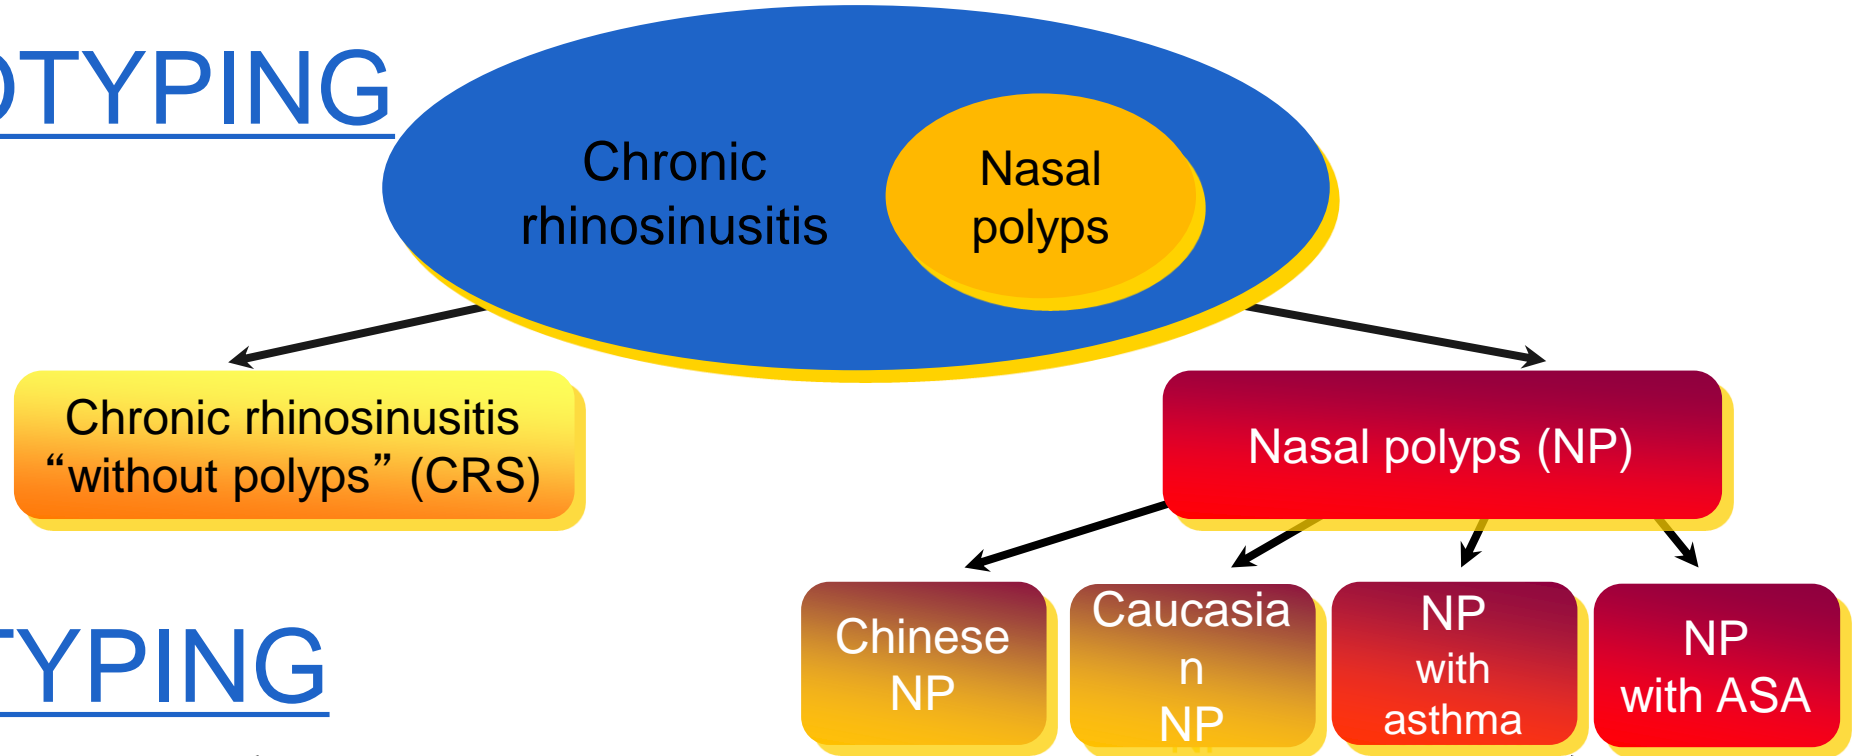 OTYPING
Chronic
rhinosinusitis
Nasal
polyps
Chronic rhinosinusitis
“without polyps” (CRS)
Nasal polyps (NP)
Chinese
NP
Caucasia
n
NP
NP
with
asthma
NP
with ASA
TYPING